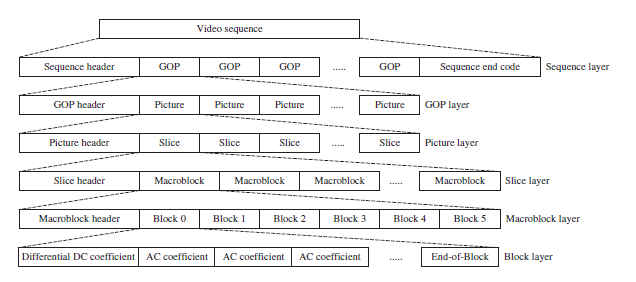 Video sequence
Sequence header GOP GOP GOP ..... GOP Sequence end code Sequence layer
GOP header Picture Picture Picture ..... Picture GOP layer
Picture header Slice Slice Slice ..... Slice Picture layer
Slice header Macroblock Macroblock Macroblock ..... Macroblock Slice layer
Macroblock header Block 0 Block 1 Block 2 Block 3 Block 4 Block 5 Macroblock layer
Differential DC coefficient AC coefficient AC coefficient AC coefficient ..... End-of-Block Block layer